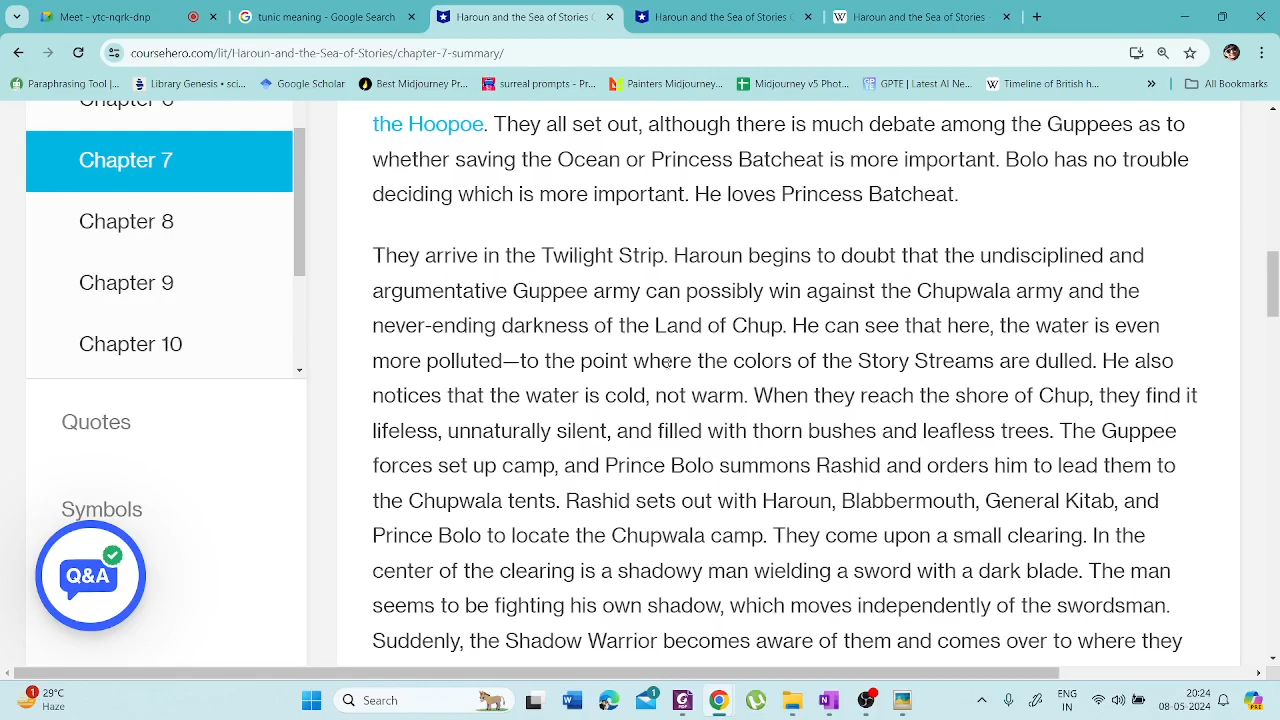 Meet - ytc-nqrk-dnp
tunic meaning - Google Search
Haroun and the Sea of Stories C
Haroun and the Sea of Stories C
Haroun and the Sea of Stories -
coursehero.com/lit/Haroun-and-the-Sea-of-Stories/chapter-7-summary/
Paraphrasing Tool |
Library Genesis • sci...
Google Scholar
Best Midjourney Pr...
surreal prompts - Pr...
Painters Midjourney...
Midjourney v5 Phot...
GPTE | Latest AI Ne...
Timeline of British h...
All Bookmarks
Chapter 6
Chapter 7
Chapter 8
Chapter 9
Chapter 10
Quotes
Symbols
Q&A
the Hoopoe. They all set out, although there is much debate among the Guppees as to
whether saving the Ocean or Princess Batcheat is more important. Bolo has no trouble
deciding which is more important. He loves Princess Batcheat.
They arrive in the Twilight Strip. Haroun begins to doubt that the undisciplined and
argumentative Guppee army can possibly win against the Chupwala army and the
never-ending darkness of the Land of Chup. He can see that here, the water is even
more polluted—to the point where the colors of the Story Streams are dulled. He also
notices that the water is cold, not warm. When they reach the shore of Chup, they find it
lifeless, unnaturally silent, and filled with thorn bushes and leafless trees. The Guppee
forces set up camp, and Prince Bolo summons Rashid and orders him to lead them to
the Chupwala tents. Rashid sets out with Haroun, Blabbermouth, General Kitab, and
Prince Bolo to locate the Chupwala camp. They come upon a small clearing. In the
center of the clearing is a shadowy man wielding a sword with a dark blade. The man
seems to be fighting his own shadow, which moves independently of the swordsman.
Suddenly, the Shadow Warrior becomes aware of them and comes over to where they
1
29°C
Haze
Search
1
ENG
IN
17:04
08-05-2024